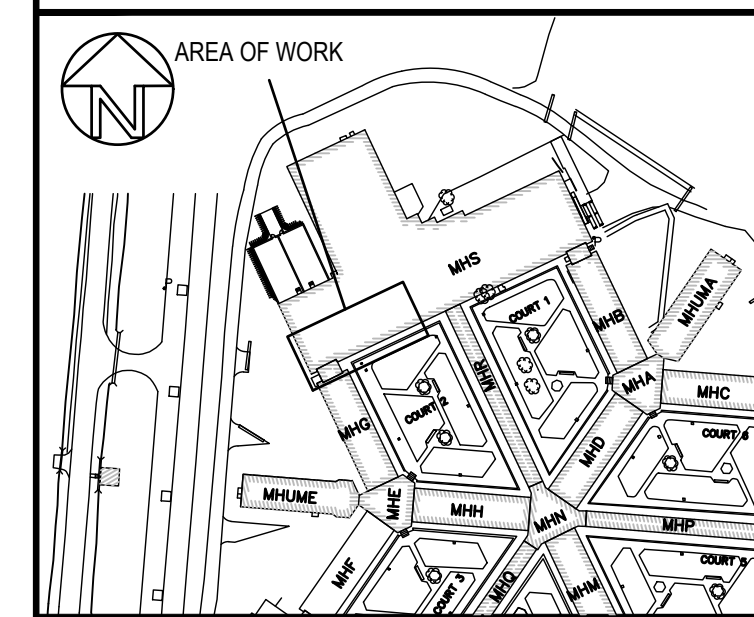 AREA OF WORK
N
MHS
COURT 1
MHB
MHUMA
MHR
MHA
MHC
COURT 2
MHG
MHD
COURT 6
MHUME
MHE
MHH
MHN
MHP
MHF
COURT 3
MHQ
MHM
COURT 5